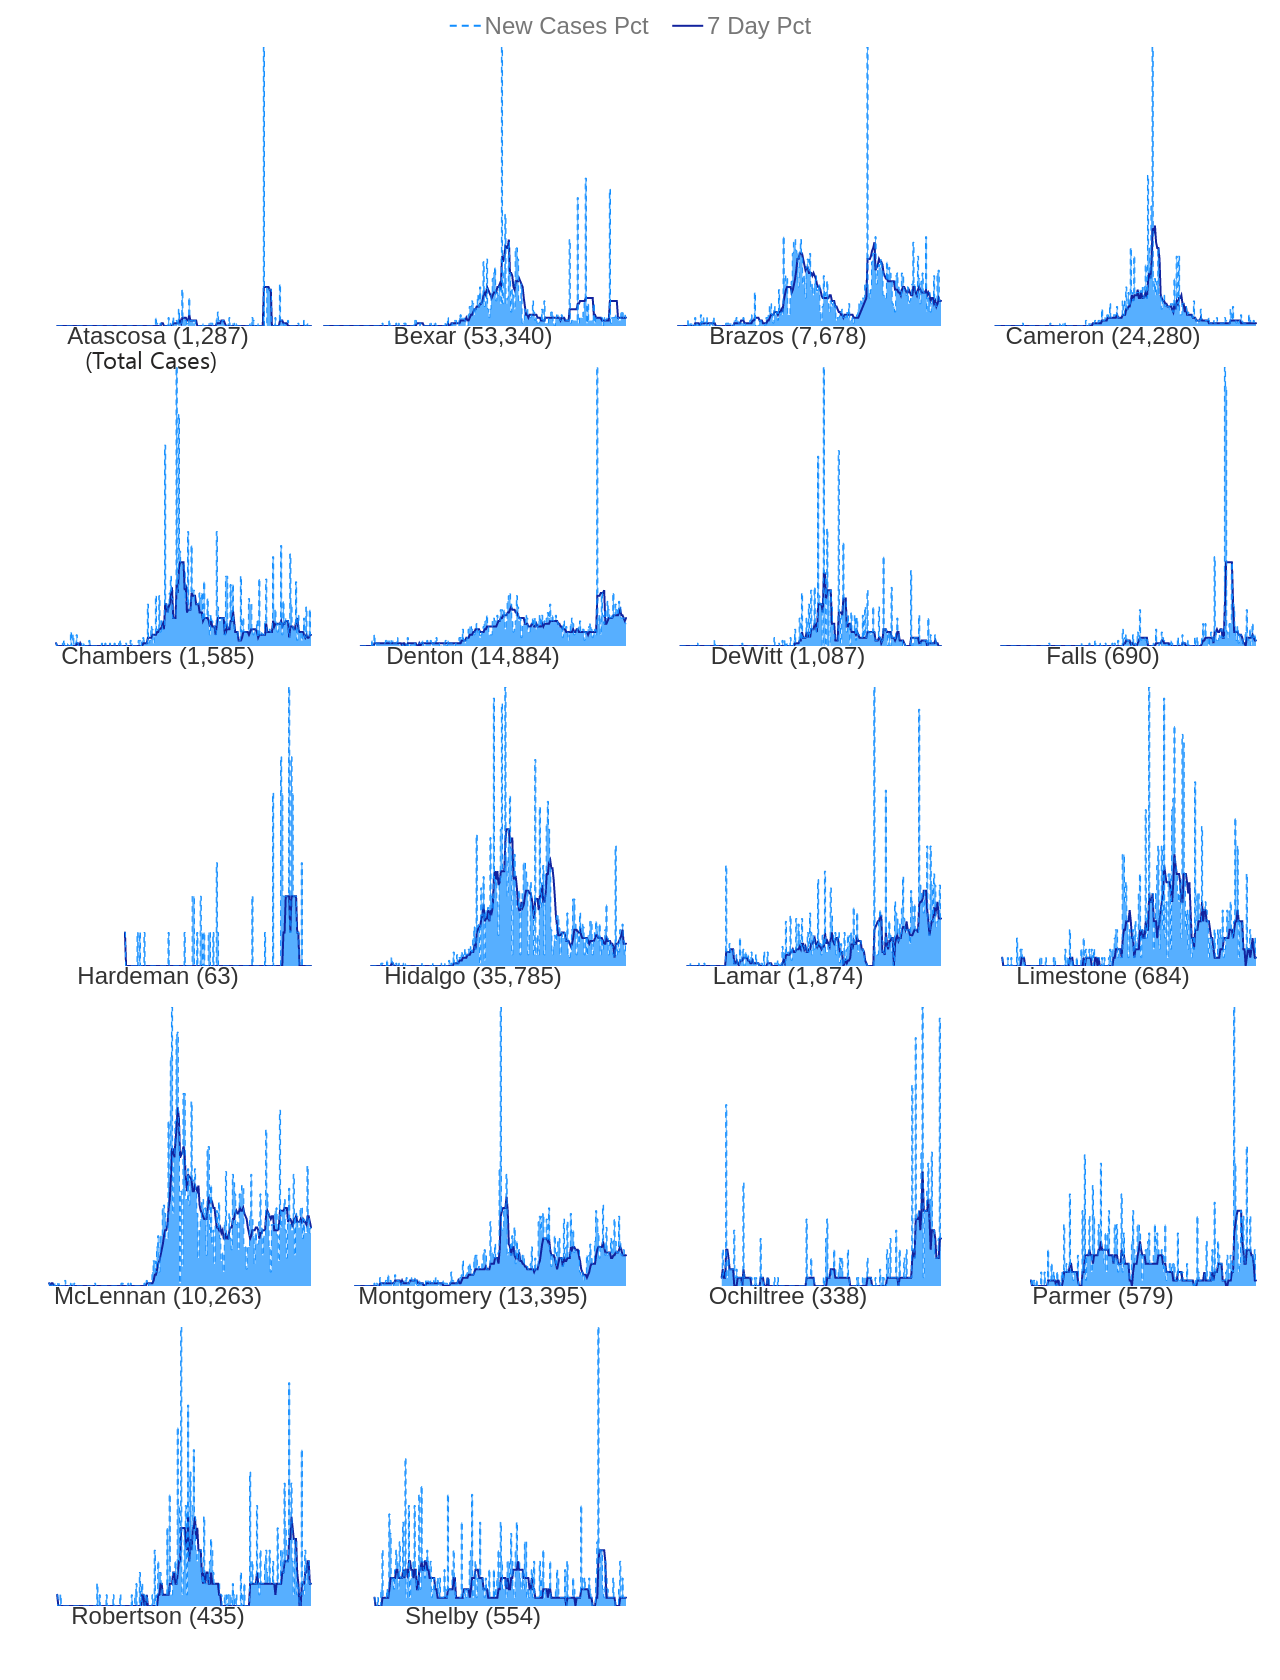 New Cases Pct 7 Day Pct
Atascosa (1,287) Bexar (53,340) Brazos (7,678) Cameron (24,280)
(Total Cases)
Chambers (1,585) Denton (14,884) DeWitt (1,087) Falls (690)
Hardeman (63) Hidalgo (35,785) Lamar (1,874) Limestone (684)
McLennan (10,263) Montgomery (13,395) Ochiltree (338) Parmer (579)
Robertson (435) Shelby (554)